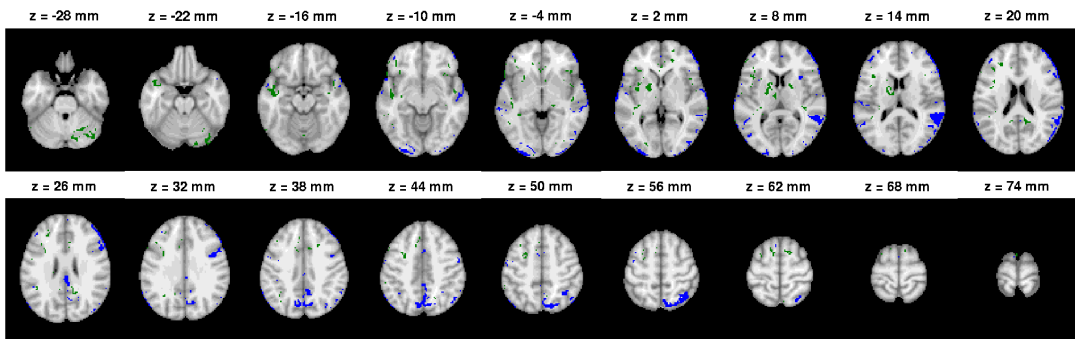 z = -28 mm z = -22 mm z = -16 mm z = -10 mm z = -4 mm z = 2 mm z = 8 mm z = 14 mm z = 20 mm
z = 26 mm z = 32 mm z = 38 mm z = 44 mm z = 50 mm z = 56 mm z = 62 mm z = 68 mm z = 74 mm